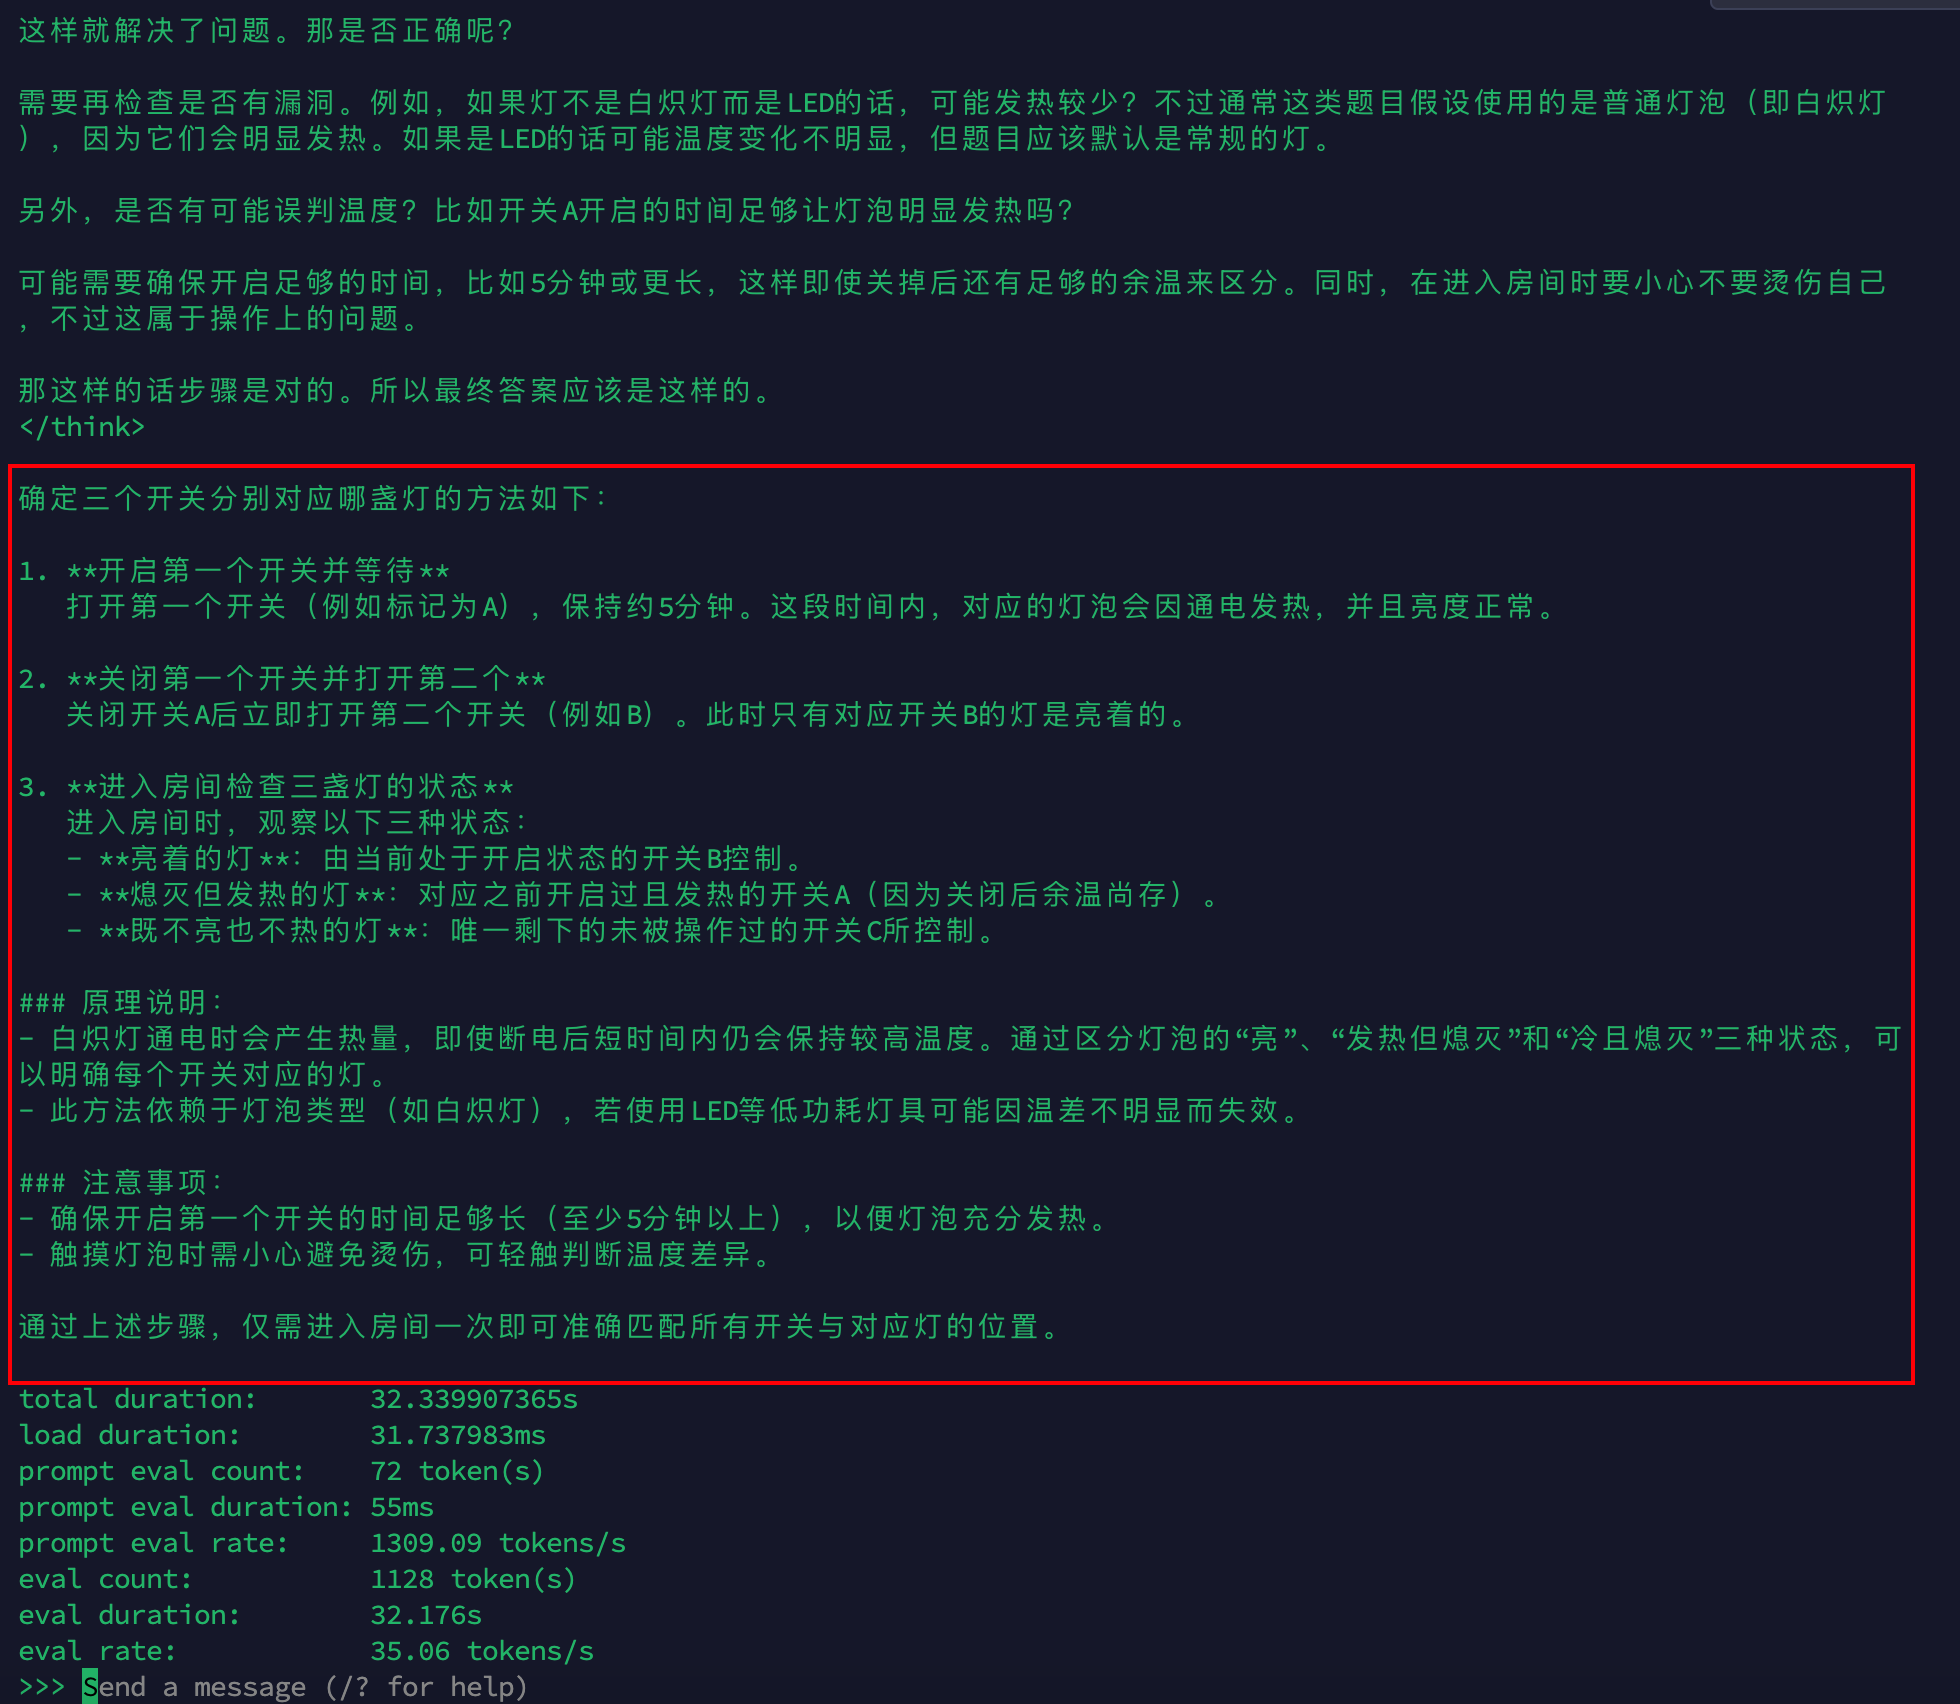 这样就解决了问题。那是否正确呢？
需要再检查是否有漏洞。例如，如果灯不是白炽灯而是LED的话，可能发热较少？不过通常这类题目假设使用的是普通灯泡（即白炽灯
），因为它们会明显发热。如果是LED的话可能温度变化不明显，但题目应该默认是常规的灯。
另外，是否有可能误判温度？比如开关A开启的时间足够让灯泡明显发热吗？
可能需要确保开启足够的时间，比如5分钟或更长，这样即使关掉后还有足够的余温来区分。同时，在进入房间时要小心不要烫伤自己
，不过这属于操作上的问题。
那这样的话步骤是对的。所以最终答案应该是这样的。
</think>
确定三个开关分别对应哪盏灯的方法如下：
1. **开启第一个开关并等待**
打开第一个开关（例如标记为A），保持约5分钟。这段时间内，对应的灯泡会因通电发热，并且亮度正常。
2. **关闭第一个开关并打开第二个**
关闭开关A后立即打开第二个开关（例如B）。此时只有对应开关B的灯是亮着的。
3. **进入房间检查三盏灯的状态**
进入房间时，观察以下三种状态：
- **亮着的灯**：由当前处于开启状态的开关B控制。
- **熄灭但发热的灯**：对应之前开启过且发热的开关A（因为关闭后余温尚存）。
- **既不亮也不热的灯**：唯一剩下的未被操作过的开关C所控制。
### 原理说明：
- 白炽灯通电时会产生热量，即使断电后短时间内仍会保持较高温度。通过区分灯泡的“亮”、“发热但熄灭”和“冷且熄灭”三种状态，可
以明确每个开关对应的灯。
- 此方法依赖于灯泡类型（如白炽灯），若使用LED等低功耗灯具可能因温差不明显而失效。
### 注意事项：
- 确保开启第一个开关的时间足够长（至少5分钟以上），以便灯泡充分发热。
- 触摸灯泡时需小心避免烫伤，可轻触判断温度差异。
通过上述步骤，仅需进入房间一次即可准确匹配所有开关与对应灯的位置。
total duration: 32.339907365s
load duration: 31.737983ms
prompt eval count: 72 token(s)
prompt eval duration: 55ms
prompt eval rate: 1309.09 tokens/s
eval count: 1128 token(s)
eval duration: 32.176s
eval rate: 35.06 tokens/s
>>> Send a message (/? for help)